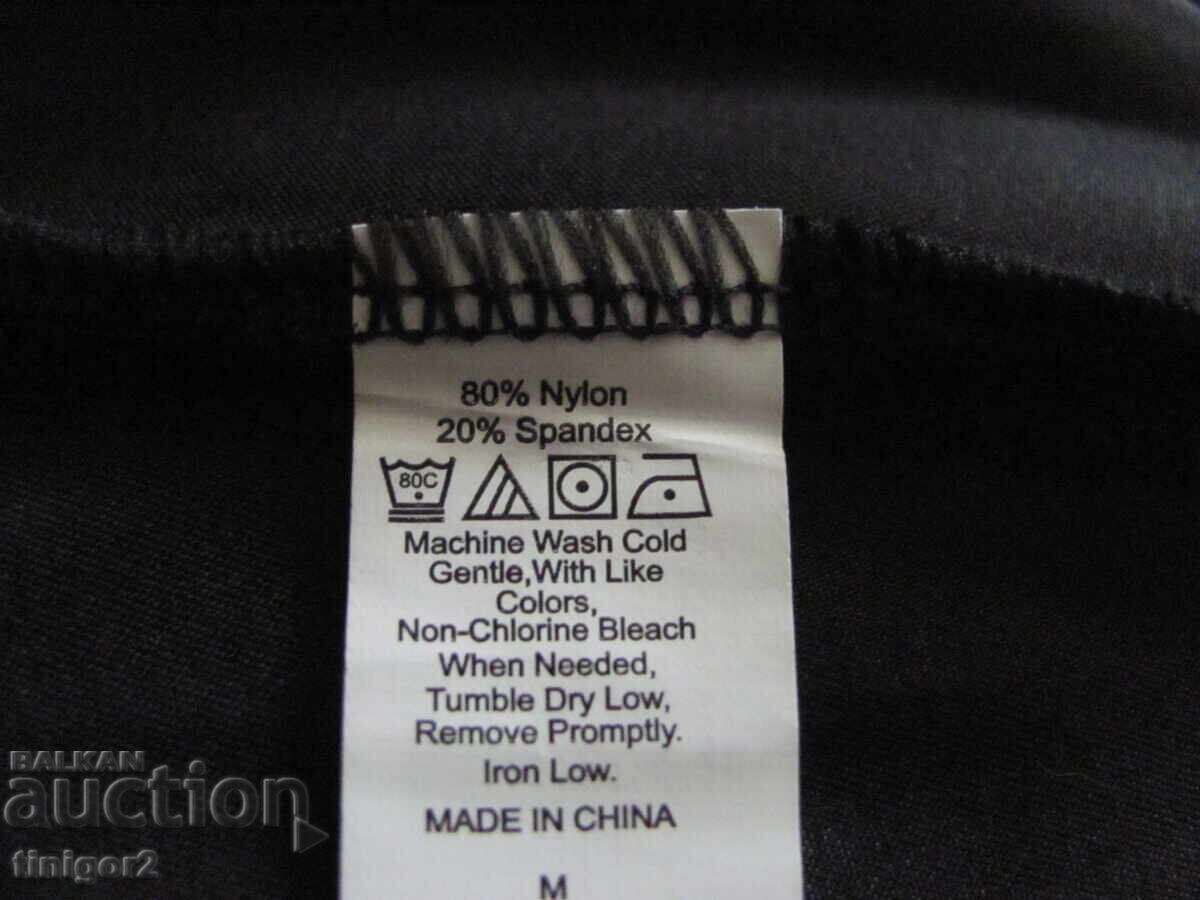 80% Nylon
20% Spandex
80C
Machine Wash Cold
Gentle,With Like
Colors,
Non-Chlorine Bleach
When Needed,
Tumble Dry Low,
Remove Promptly.
Iron Low.
MADE IN CHINA
M
BALKAN
auction
tinigor2